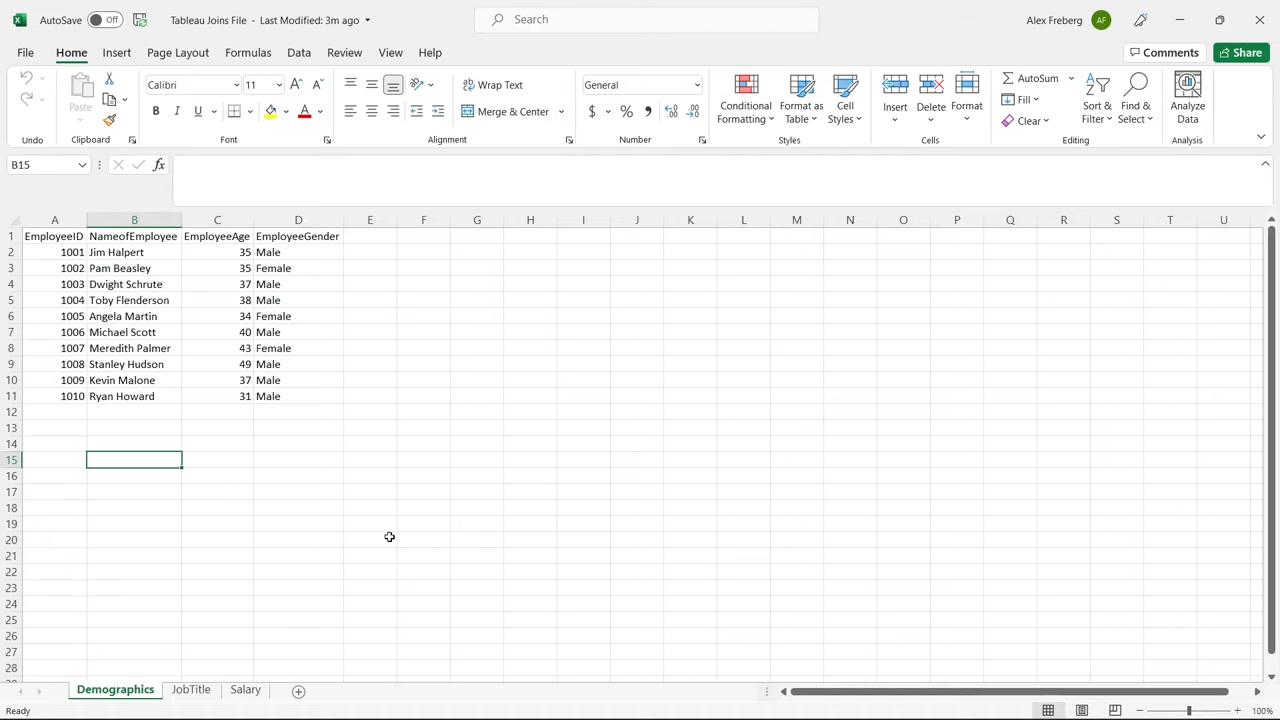 AutoSave Off Tableau Joins File - Last Modified: 3m ago Search Alex Freberg AF
File Home Insert Page Layout Formulas Data Review View Help Comments Share
Paste Calibri 11 Wrap Text General Conditional Formatting Format as Table Cell Styles Insert Delete Format AutoSum Sort & Filter Find & Select Analyze Data
B I U Merge & Center $ % Fill
Clear
Undo Clipboard Font Alignment Number Styles Cells Editing Analysis
B15 fx
A B C D E F G H I J K L M N O P Q R S T U
1 EmployeeID NameofEmployee EmployeeAge EmployeeGender
2 1001 Jim Halpert 35 Male
3 1002 Pam Beasley 35 Female
4 1003 Dwight Schrute 37 Male
5 1004 Toby Flenderson 38 Male
6 1005 Angela Martin 34 Female
7 1006 Michael Scott 40 Male
8 1007 Meredith Palmer 43 Female
9 1008 Stanley Hudson 49 Male
10 1009 Kevin Malone 37 Male
11 1010 Ryan Howard 31 Male
12
13
14
15
16
17
18
19
20
21
22
23
24
25
26
27
28
Demographics JobTitle Salary
Ready 100%